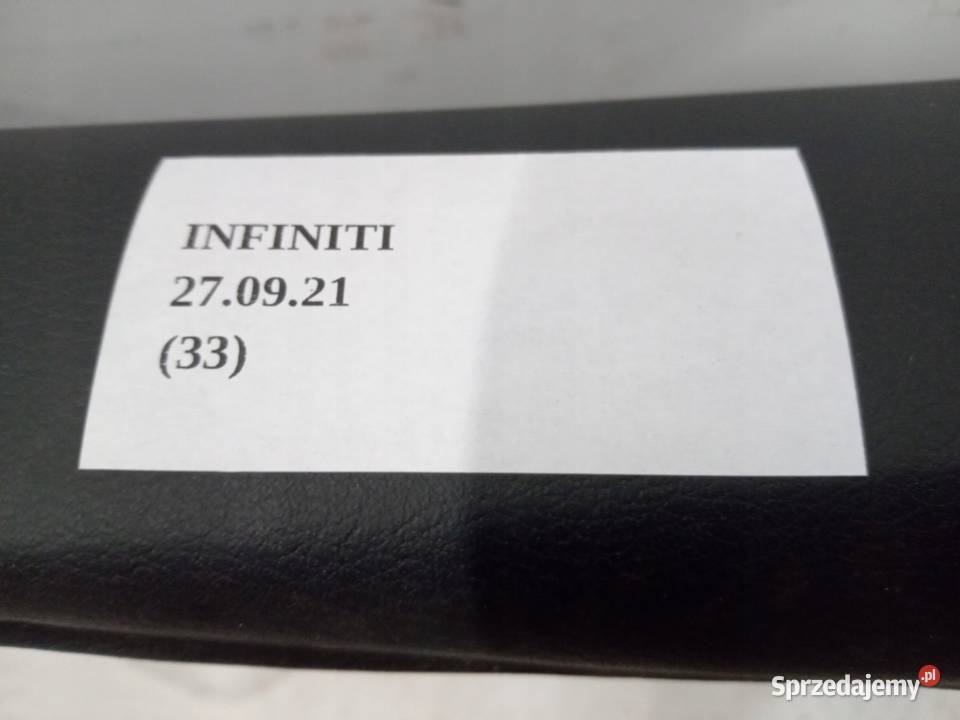 INFINITI
27.09.21
(33)
Sprzedajemy.pl